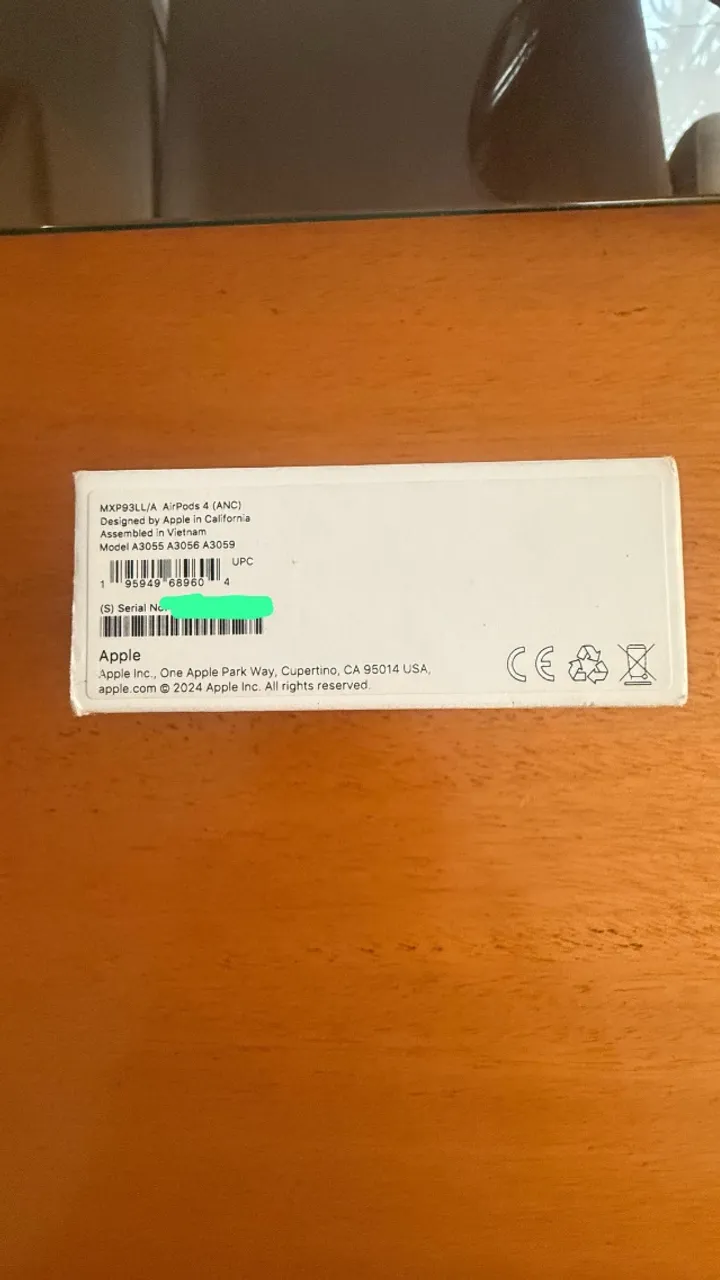 MXP93LL/A AirPods 4 (ANC)
Designed by Apple in California
Assembled in Vietnam
Model A3055 A3056 A3059
UPC
1 95949 68960 4
(S) Serial No.
Apple
Apple Inc., One Apple Park Way, Cupertino, CA 95014 USA,
apple.com © 2024 Apple Inc. All rights reserved.
CE